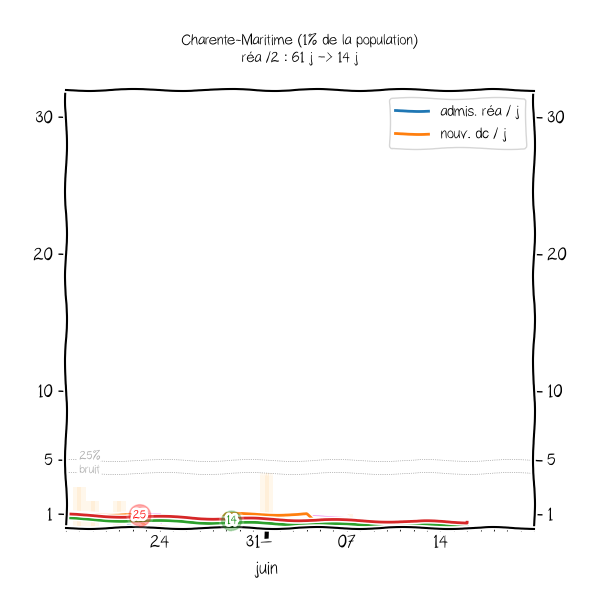 Charente-Maritime (1% de la population)
réa /2 : 61 j -> 14 j
admis. réa / j
nouv. dc / j
30
30
20
20
10
10
25%
5
5
bruit
1
25
14
1
24
31
07
14
juin